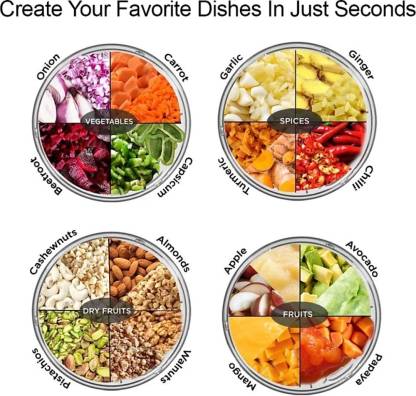 Create Your Favorite Dishes In Just Seconds
Onion
Carrot
VEGETABLES
Beetroot
Capsicum
Garlic
Ginger
SPICES
Turmeric
Chilli
Cashewnuts
Almonds
DRY FRUITS
Pistachios
Walnuts
Apple
Avocado
FRUITS
Mango
Papaya